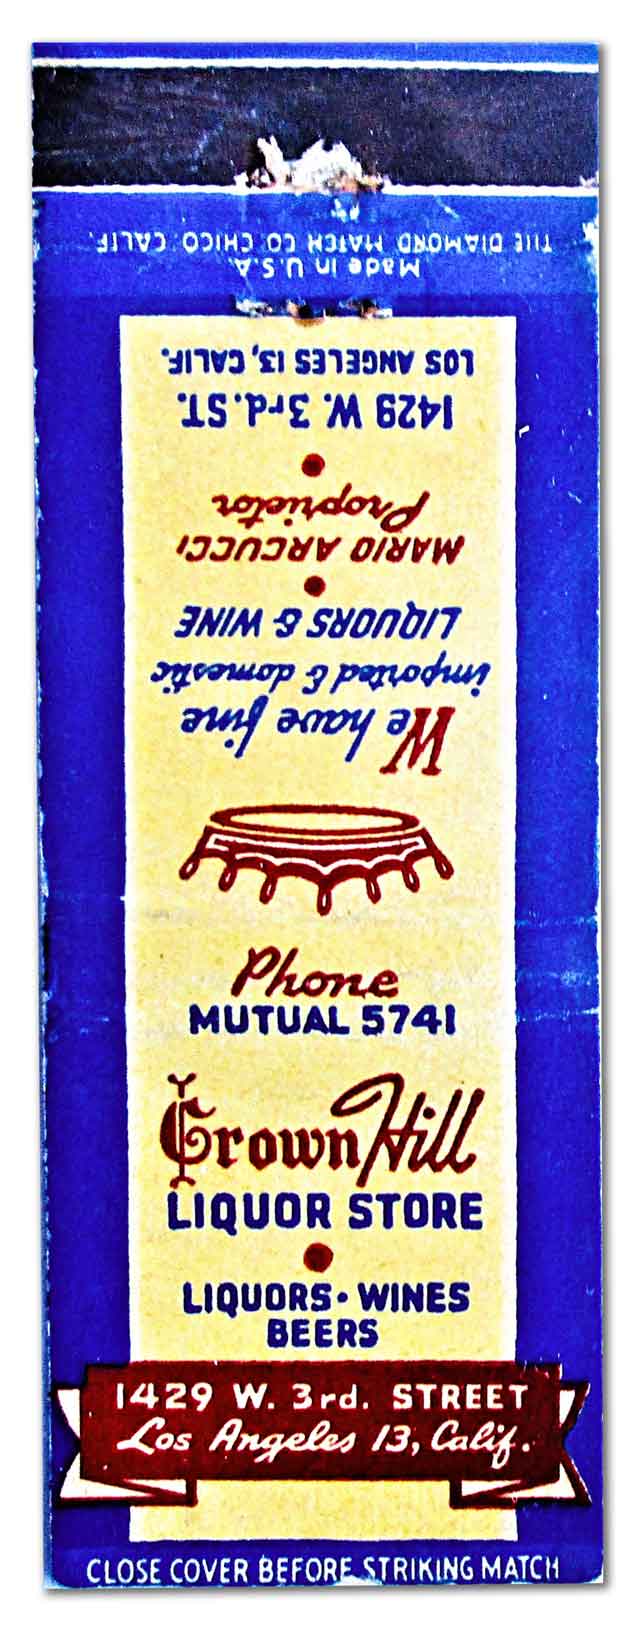 THE DIAMOND MATCH CO CHICO, CALIF.
Made in U.S.A.
We have fine
imported & domestic
LIQUORS & WINE
MARIO ARCUCCI
Proprietor
1429 W. 3rd. ST.
LOS ANGELES 13, CALIF.
Phone
MUTUAL 5741
Crown Hill
LIQUOR STORE
LIQUORS • WINES
BEERS
1429 W. 3rd. STREET
Los Angeles 13, Calif.
CLOSE COVER BEFORE STRIKING MATCH